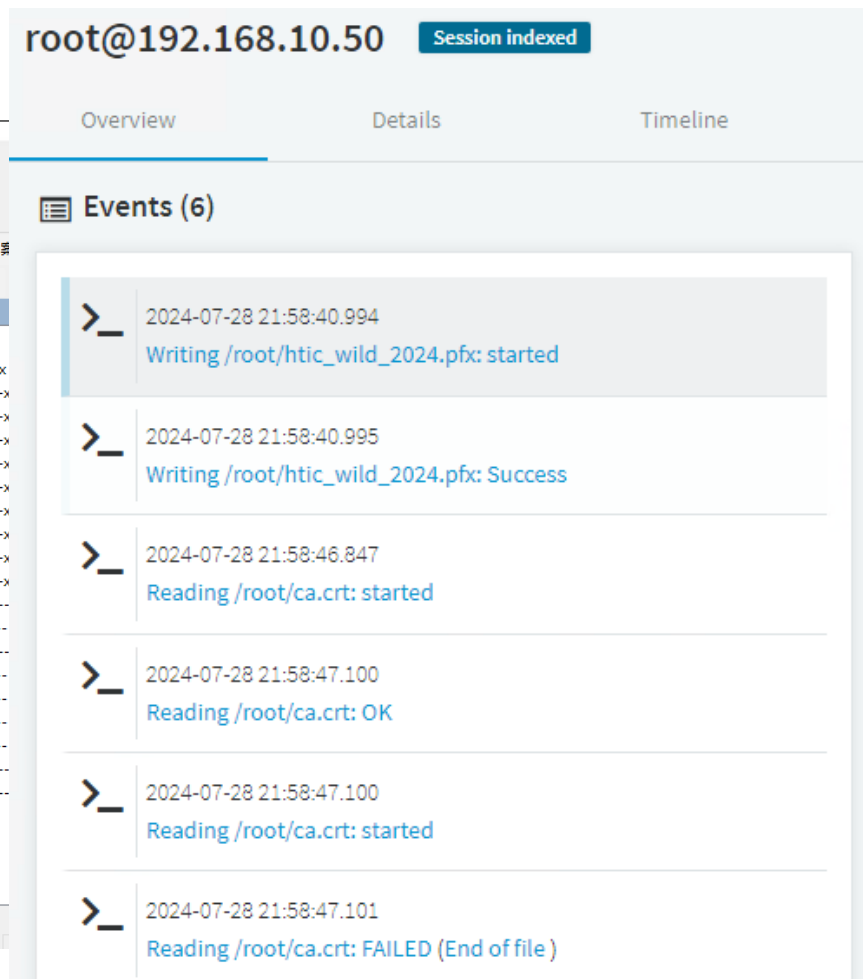 root@192.168.10.50 Session indexed
Overview Details Timeline
Events (6)
2024-07-28 21:58:40.994
Writing /root/htic_wild_2024.pfx: started
2024-07-28 21:58:40.995
Writing /root/htic_wild_2024.pfx: Success
2024-07-28 21:58:46.847
Reading /root/ca.crt: started
2024-07-28 21:58:47.100
Reading /root/ca.crt: OK
2024-07-28 21:58:47.100
Reading /root/ca.crt: started
2024-07-28 21:58:47.101
Reading /root/ca.crt: FAILED (End of file )